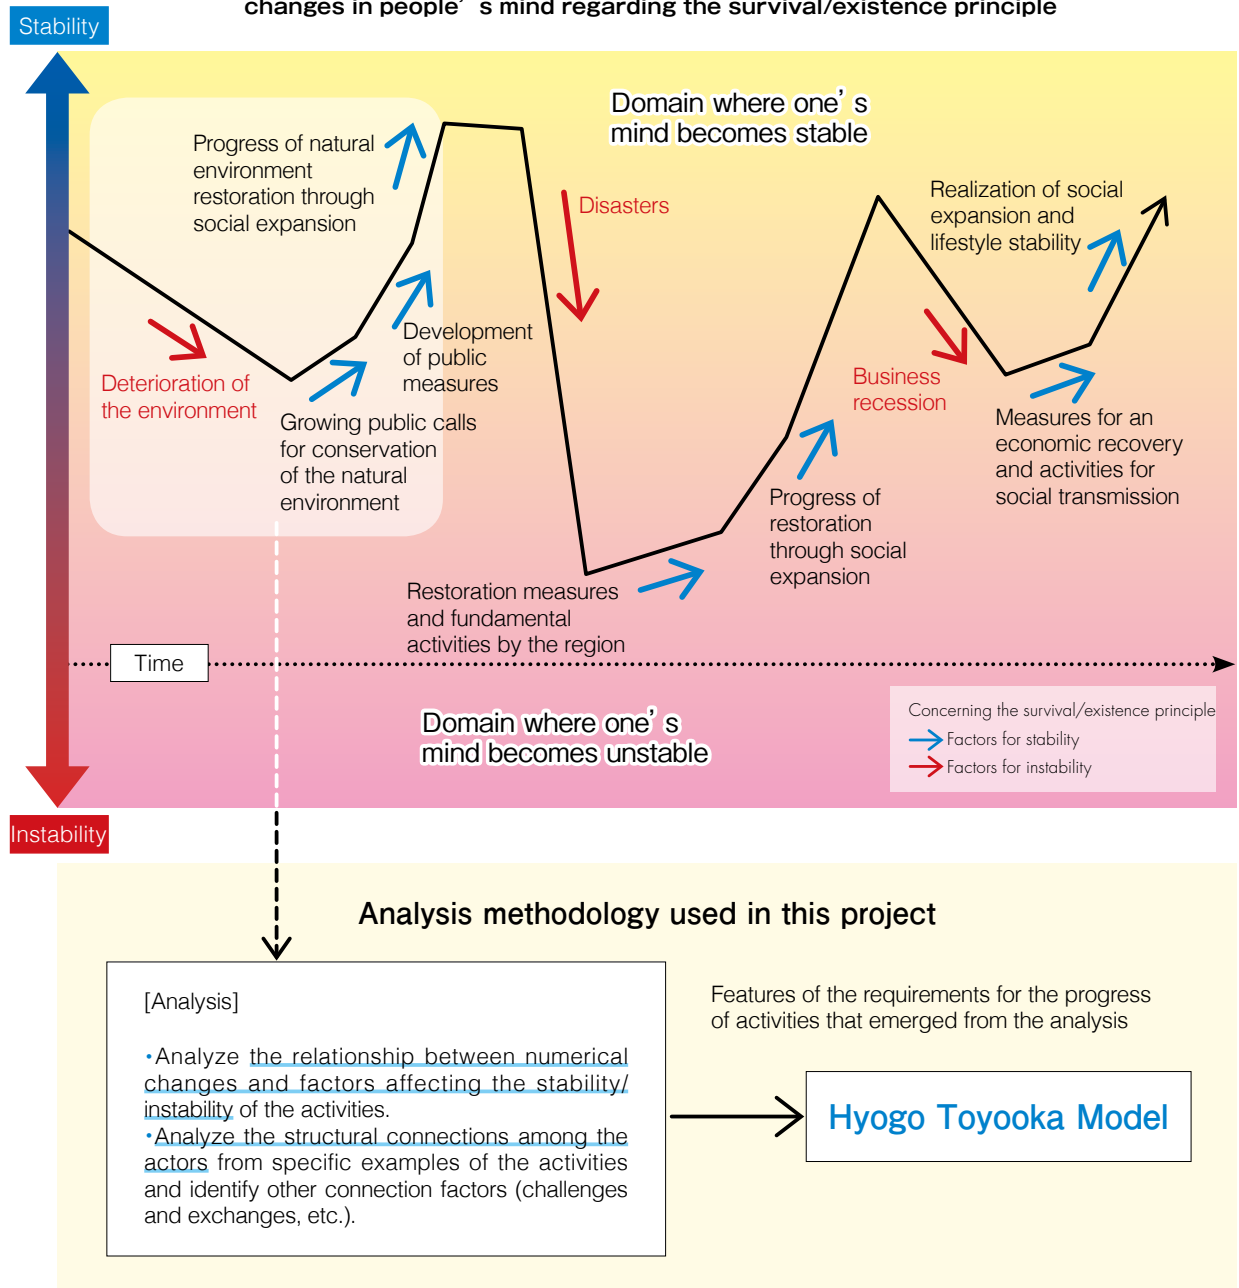 changes in people’s mind regarding the survival/existence principle
Stability
Domain where one’s
mind becomes stable
Progress of natural
environment
restoration through
social expansion
Disasters
Realization of social
expansion and
lifestyle stability
Deterioration of
the environment
Development
of public
measures
Growing public calls
for conservation
of the natural
environment
Business
recession
Measures for an
economic recovery
and activities for
social transmission
Progress of
restoration
through social
expansion
Restoration measures
and fundamental
activities by the region
Time
Domain where one’s
mind becomes unstable
Concerning the survival/existence principle
Factors for stability
Factors for instability
Instability
Analysis methodology used in this project
[Analysis]
・Analyze the relationship between numerical
changes and factors affecting the stability/
instability of the activities.
・Analyze the structural connections among the
actors from specific examples of the activities
and identify other connection factors (challenges
and exchanges, etc.).
Features of the requirements for the progress
of activities that emerged from the analysis
Hyogo Toyooka Model